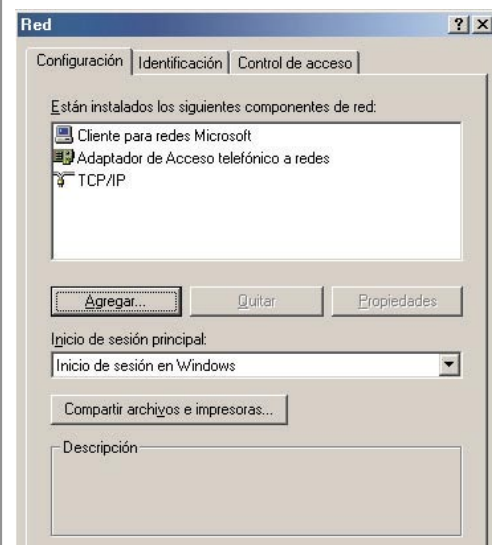 Red
Configuración Identificación Control de acceso
Están instalados los siguientes componentes de red:
Cliente para redes Microsoft
Adaptador de Acceso telefónico a redes
TCP/IP
Agregar... Quitar Propiedades
Inicio de sesión principal:
Inicio de sesión en Windows
Compartir archivos e impresoras...
Descripción